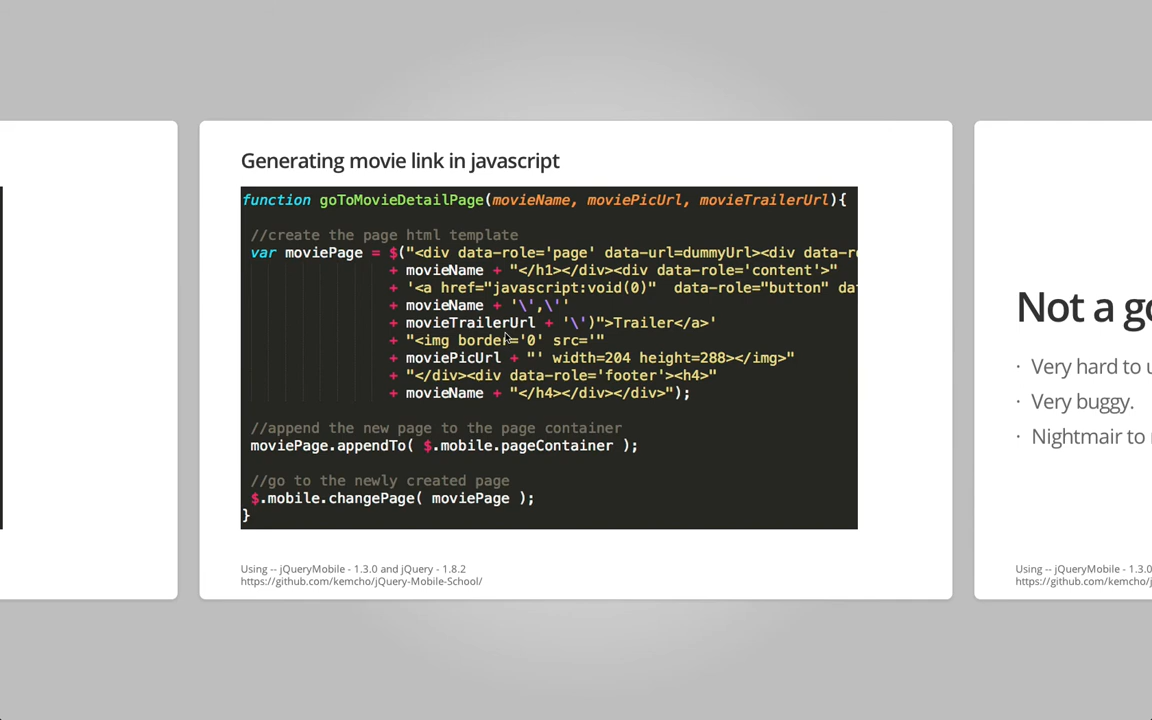 Generating movie link in javascript
function goToMovieDetailPage(movieName, moviePicUrl, movieTrailerUrl){
//create the page html template
var moviePage = $("<div data-role='page' data-url=dummyUrl><div data-r
+ movieName + "</h1></div><div data-role='content'>"
+ '<a href="javascript:void(0)"  data-role="button" da
+ movieName + '\',\''
+ movieTrailerUrl + '\')">Trailer</a>'
+ "<img border='0' src='"
+ moviePicUrl + "' width=204 height=288></img>"
+ "</div><div data-role='footer'><h4>"
+ movieName + "</h4></div></div>");
//append the new page to the page container
moviePage.appendTo( $.mobile.pageContainer );
//go to the newly created page
$.mobile.changePage( moviePage );
}
Using -- jQueryMobile - 1.3.0 and jQuery - 1.8.2
https://github.com/kemcho/jQuery-Mobile-School/
Not a go
· Very hard to u
· Very buggy.
· Nightmair to
Using -- jQueryMobile - 1.3.0
https://github.com/kemcho/j